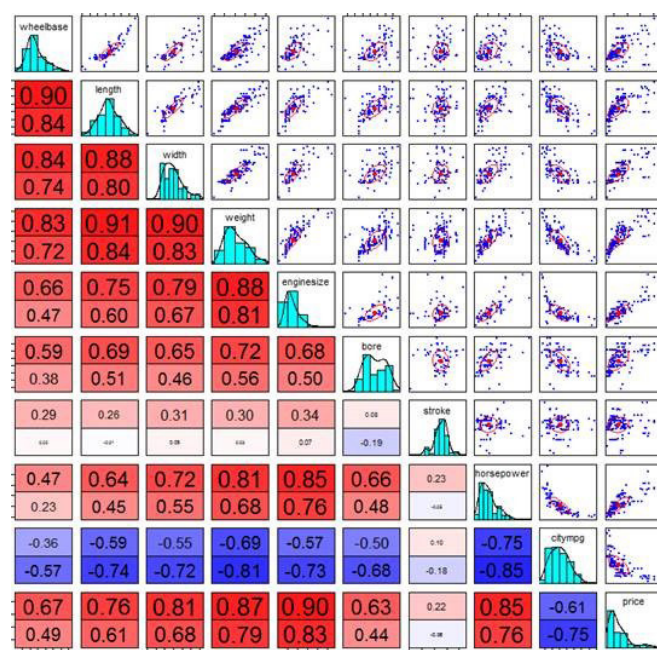 wheelbase
0.90
0.84
length
0.84 0.88
0.74 0.80
width
0.83 0.91 0.90
0.72 0.84 0.83
weight
0.66 0.75 0.79 0.88
0.47 0.60 0.67 0.81
enginesize
0.59 0.69 0.65 0.72 0.68
0.38 0.51 0.46 0.56 0.50
bore
0.29 0.26 0.31 0.30 0.34
0.07 -0.19
stroke
0.47 0.64 0.72 0.81 0.85 0.66 0.23
0.23 0.45 0.55 0.68 0.76 0.48
horsepower
-0.36 -0.59 -0.55 -0.69 -0.57 -0.50 0.10 -0.75
-0.57 -0.74 -0.72 -0.81 -0.73 -0.68 -0.18 -0.85
citympg
0.67 0.76 0.81 0.87 0.90 0.63 0.22 0.85 -0.61
0.49 0.61 0.68 0.79 0.83 0.44 0.76 -0.75
price